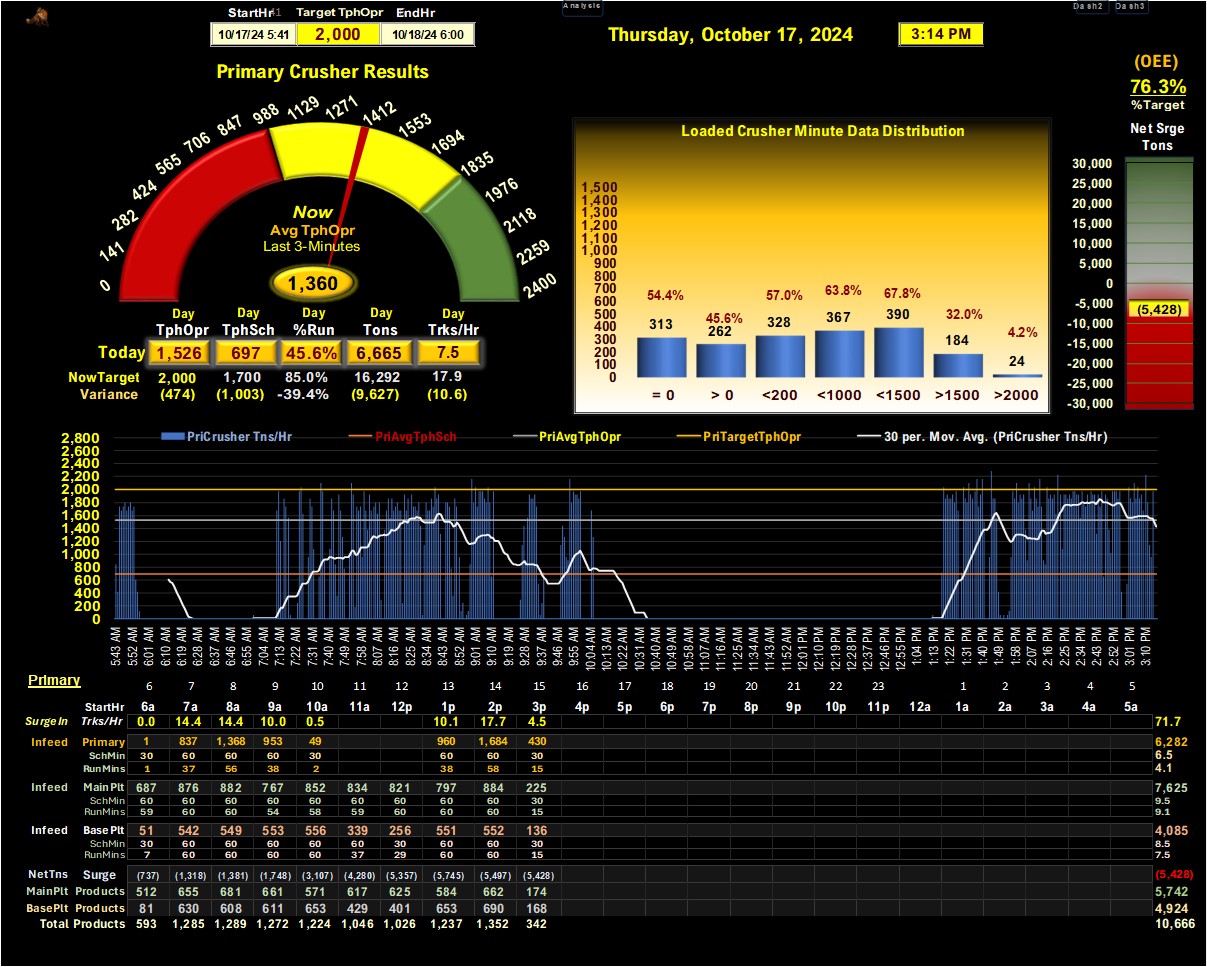 StartHr41 Target TphOpr EndHr
10/17/24 5:41 2,000 10/18/24 6:00
Analysis
Thursday, October 17, 2024 3:14 PM
Dash2 Dash3
(OEE)
76.3%
%Target
Primary Crusher Results
0 141 282 424 565 706 847 988 1129 1271 1412 1553 1694 1835 1976 2118 2259 2400
Now
Avg TphOpr
Last 3-Minutes
1,360
Day Day Day Day Day
TphOpr TphSch %Run Tons Trks/Hr
Today 1,526 697 45.6% 6,665 7.5
NowTarget 2,000 1,700 85.0% 16,292 17.9
Variance (474) (1,003) -39.4% (9,627) (10.6)
Loaded Crusher Minute Data Distribution
1,500
1,400
1,300
1,200
1,100
1,000
900
800
700
600
500
400
300
200
100
0
54.4% 45.6% 57.0% 63.8% 67.8% 32.0% 4.2%
313 262 328 367 390 184 24
= 0 > 0 <200 <1000 <1500 >1500 >2000
Net Srge
Tons
30,000
25,000
20,000
15,000
10,000
5,000
0
-5,000
(5,428)
-10,000
-15,000
-20,000
-25,000
-30,000
PriCrusher Tns/Hr PriAvgTphSch PriAvgTphOpr PriTargetTphOpr 30 per. Mov. Avg. (PriCrusher Tns/Hr)
2,800
2,600
2,400
2,200
2,000
1,800
1,600
1,400
1,200
1,000
800
600
400
200
0
5:43 AM 5:52 AM 6:01 AM 6:10 AM 6:19 AM 6:28 AM 6:37 AM 6:46 AM 6:55 AM 7:04 AM 7:13 AM 7:22 AM 7:31 AM 7:40 AM 7:49 AM 7:58 AM 8:07 AM 8:16 AM 8:25 AM 8:34 AM 8:43 AM 8:52 AM 9:01 AM 9:10 AM 9:19 AM 9:28 AM 9:37 AM 9:46 AM 9:55 AM 10:04 AM 10:13 AM 10:22 AM 10:31 AM 10:40 AM 10:49 AM 10:58 AM 11:07 AM 11:16 AM 11:25 AM 11:34 AM 11:43 AM 11:52 AM 12:01 PM 12:10 PM 12:19 PM 12:28 PM 12:37 PM 12:46 PM 12:55 PM 1:04 PM 1:13 PM 1:22 PM 1:31 PM 1:40 PM 1:49 PM 1:58 PM 2:07 PM 2:16 PM 2:25 PM 2:34 PM 2:43 PM 2:52 PM 3:01 PM 3:10 PM
Primary
6 7 8 9 10 11 12 13 14 15 16 17 18 19 20 21 22 23 1 2 3 4 5
StartHr 6a 7a 8a 9a 10a 11a 12p 1p 2p 3p 4p 5p 6p 7p 8p 9p 10p 11p 12a 1a 2a 3a 4a 5a
SurgeIn Trks/Hr 0.0 14.4 14.4 10.0 0.5 10.1 17.7 4.5 71.7
Infeed Primary 1 837 1,368 953 49 960 1,684 430 6,282
SchMin 30 60 60 60 30 60 60 30 6.5
RunMins 1 37 56 38 2 38 58 15 4.1
Infeed MainPlt 687 876 882 767 852 834 821 797 884 225 7,625
SchMin 60 60 60 60 60 60 60 60 60 30 9.5
RunMins 59 60 60 54 58 59 60 60 60 15 9.1
Infeed BasePlt 51 542 549 553 556 339 256 551 552 136 4,085
SchMin 30 60 60 60 60 60 30 60 60 30 8.5
RunMins 7 60 60 60 60 37 29 60 60 15 7.5
NetTns Surge (737) (1,318) (1,381) (1,748) (3,107) (4,280) (5,357) (5,745) (5,497) (5,428) (5,428)
MainPlt Products 512 655 681 661 571 617 625 584 662 174 5,742
BasePlt Products 81 630 608 611 653 429 401 653 690 168 4,924
Total Products 593 1,285 1,289 1,272 1,224 1,046 1,026 1,237 1,352 342 10,666